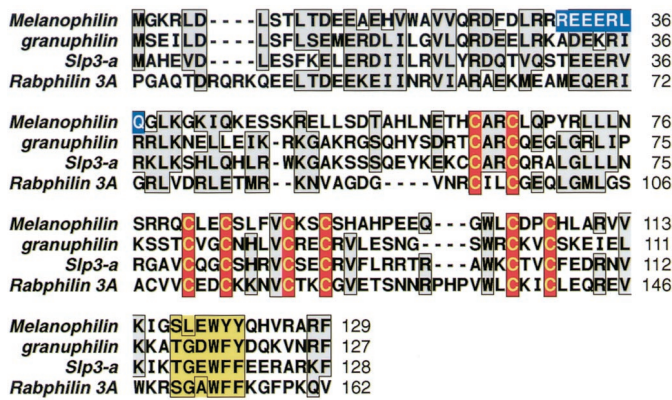 Melanophilin MGKRLD----LSTLTDEEAEHVWAVVQRDFDLRRREEERL 36
granuphilin MSEILD----LSFLSEMERDLILGVLQRDEELRKADEKRI 36
Slp3-a MAHEVD----LESFKELERDIILRVLYRDQTVQSTEEERV 36
Rabphilin 3A PGAQTDRQRKQEELTDEEKEIINRVIARAEKMEAMEQERI 72
Melanophilin QGLKGKIQKESSKRELLSDTAHLNETHCARCLQPYRLLLN 76
granuphilin RRLKNELLEIK-RKGAKRGSQHYSDRTCARCQEGLGRLIP 75
Slp3-a RKLKSHLQHLR-WKGAKSSSQEYKEKCCARCQRALGLLLN 75
Rabphilin 3A GRLVDRLETMR--KNVAGDG----VNRCILCGEQLGMLGS 106
Melanophilin SRRQCLECSLFVCKSCSHAHPEEQ---GWLCDPCHLARVV 113
granuphilin KSSTCVGCNHLVCRECRVLESNG----SWRCKVCSKEIEL 111
Slp3-a RGAVCQGCSHRVCSECRVFLRRTR---AWKCTVCFEDRNV 112
Rabphilin 3A ACVVCEDCKKNVCTKCGVETSNNRPHPVWLCKICLEQREV 146
Melanophilin KIGSLEWYYQHVRARF 129
granuphilin KKATGDWFYDQKVNRF 127
Slp3-a KIKTGEWFFEERARKF 128
Rabphilin 3A WKRSGAWFFKGFPKQV 162